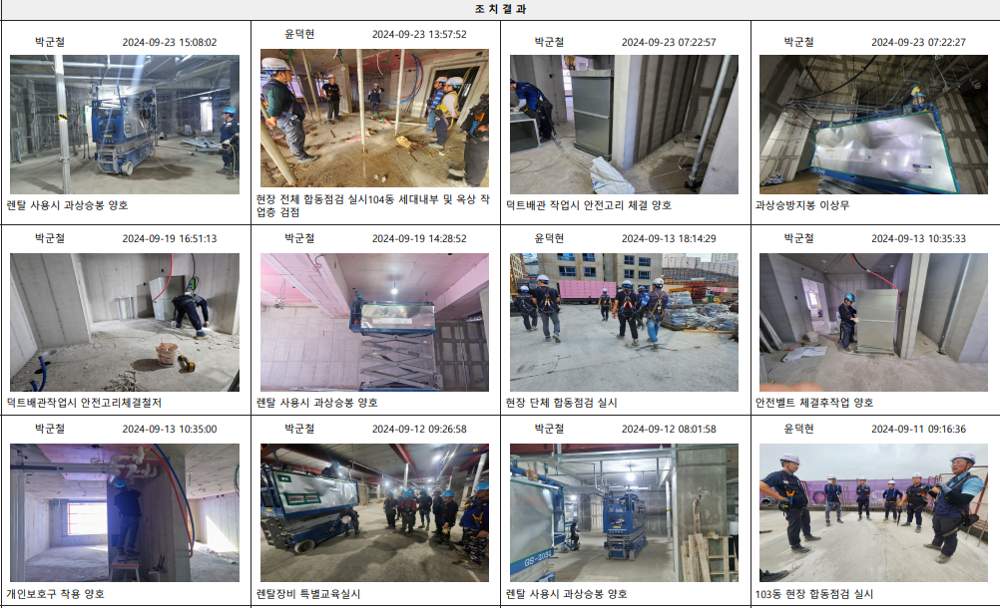 조치결과
박군철 2024-09-23 15:08:02
렌탈 사용시 과상승봉 양호
윤덕현 2024-09-23 13:57:52
현장 전체 합동점검 실시104동 세대내부 및 옥상 작
업층 검점
박군철 2024-09-23 07:22:57
덕트배관 작업시 안전고리 체결 양호
박군철 2024-09-23 07:22:27
과상승방지봉 이상무
박군철 2024-09-19 16:51:13
덕트배관작업시 안전고리체결철저
박군철 2024-09-19 14:28:52
렌탈 사용시 과상승봉 양호
윤덕현 2024-09-13 18:14:29
현장 단체 합동점검 실시
박군철 2024-09-13 10:35:33
안전벨트 체결후작업 양호
박군철 2024-09-13 10:35:00
개인보호구 착용 양호
박군철 2024-09-12 09:26:58
렌탈장비 특별교육실시
박군철 2024-09-12 08:01:58
GS-2032
렌탈 사용시 과상승봉 양호
윤덕현 2024-09-11 09:16:36
103동 현장 합동점검 실시